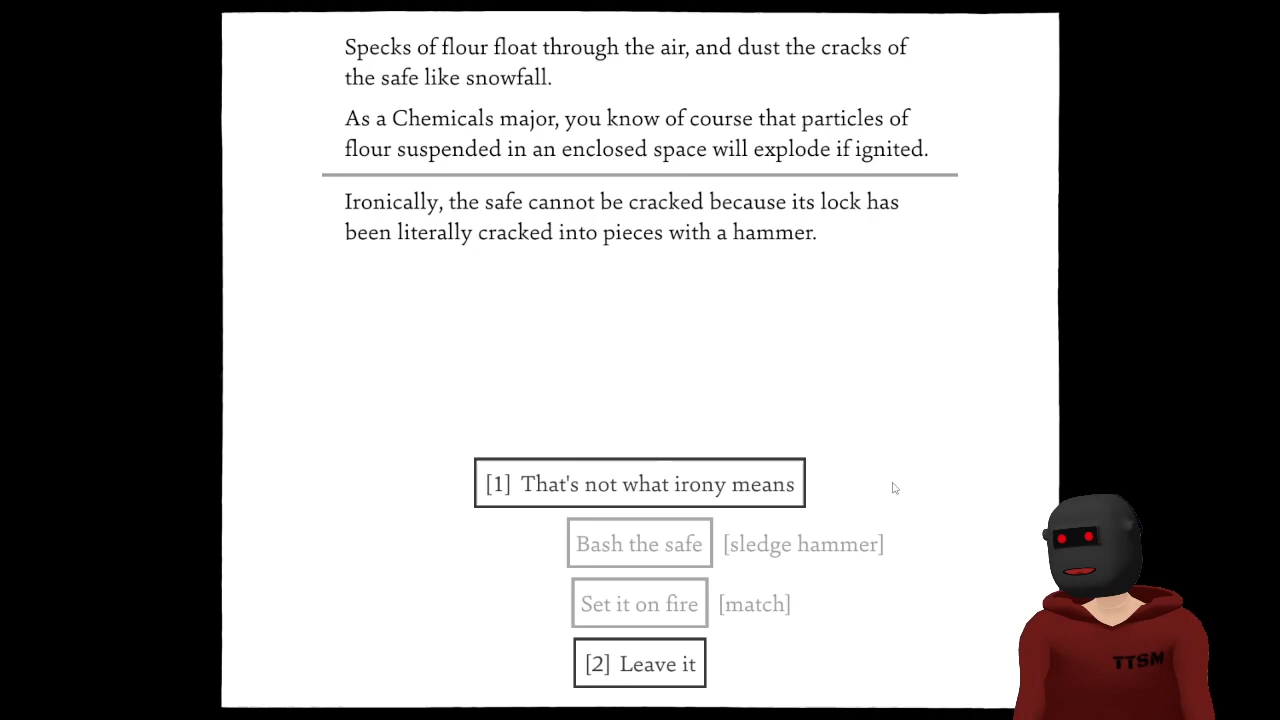 Specks of flour float through the air, and dust the cracks of
the safe like snowfall.
As a Chemicals major, you know of course that particles of
flour suspended in an enclosed space will explode if ignited.
Ironically, the safe cannot be cracked because its lock has
been literally cracked into pieces with a hammer.
[1] That's not what irony means
Bash the safe [sledge hammer]
Set it on fire [match]
[2] Leave it
TTSM